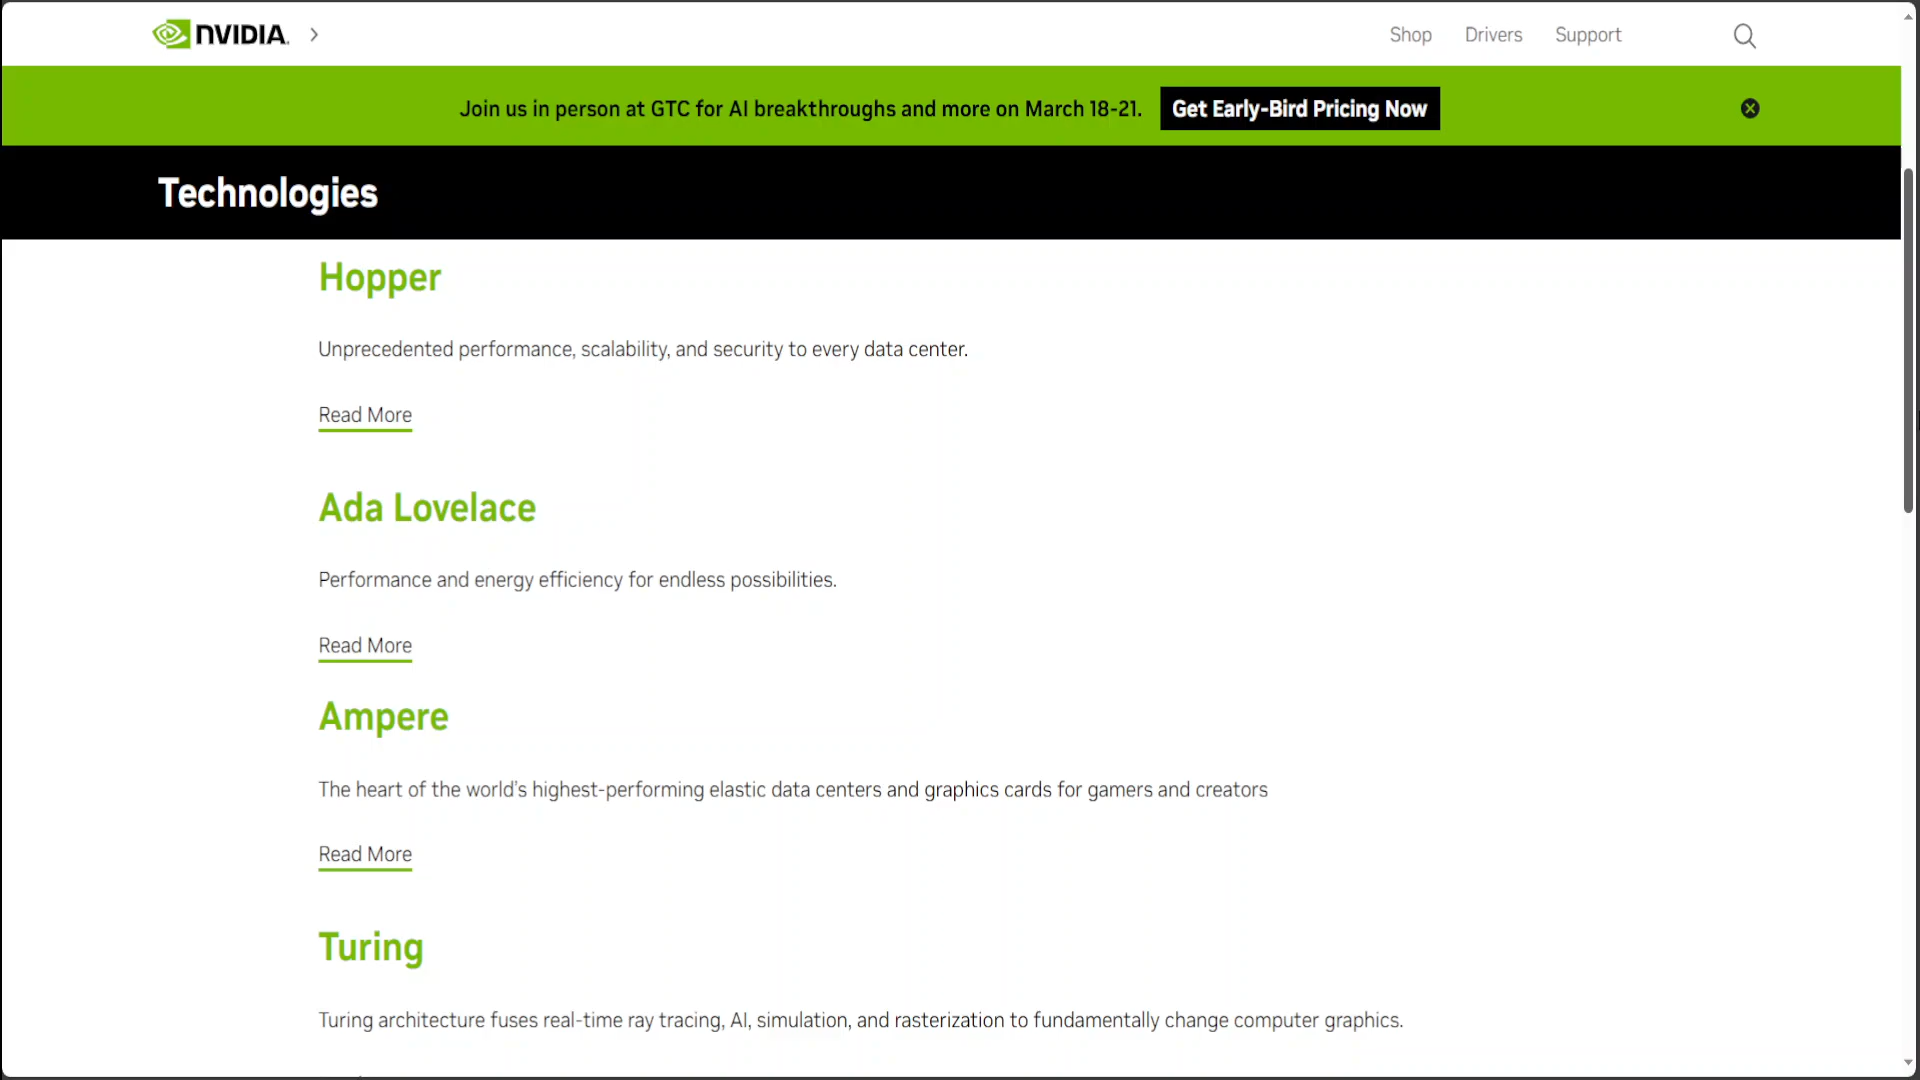 NVIDIA.
Shop Drivers Support
Join us in person at GTC for AI breakthroughs and more on March 18-21. Get Early-Bird Pricing Now
Technologies
Hopper
Unprecedented performance, scalability, and security to every data center.
Read More
Ada Lovelace
Performance and energy efficiency for endless possibilities.
Read More
Ampere
The heart of the world’s highest-performing elastic data centers and graphics cards for gamers and creators
Read More
Turing
Turing architecture fuses real-time ray tracing, AI, simulation, and rasterization to fundamentally change computer graphics.